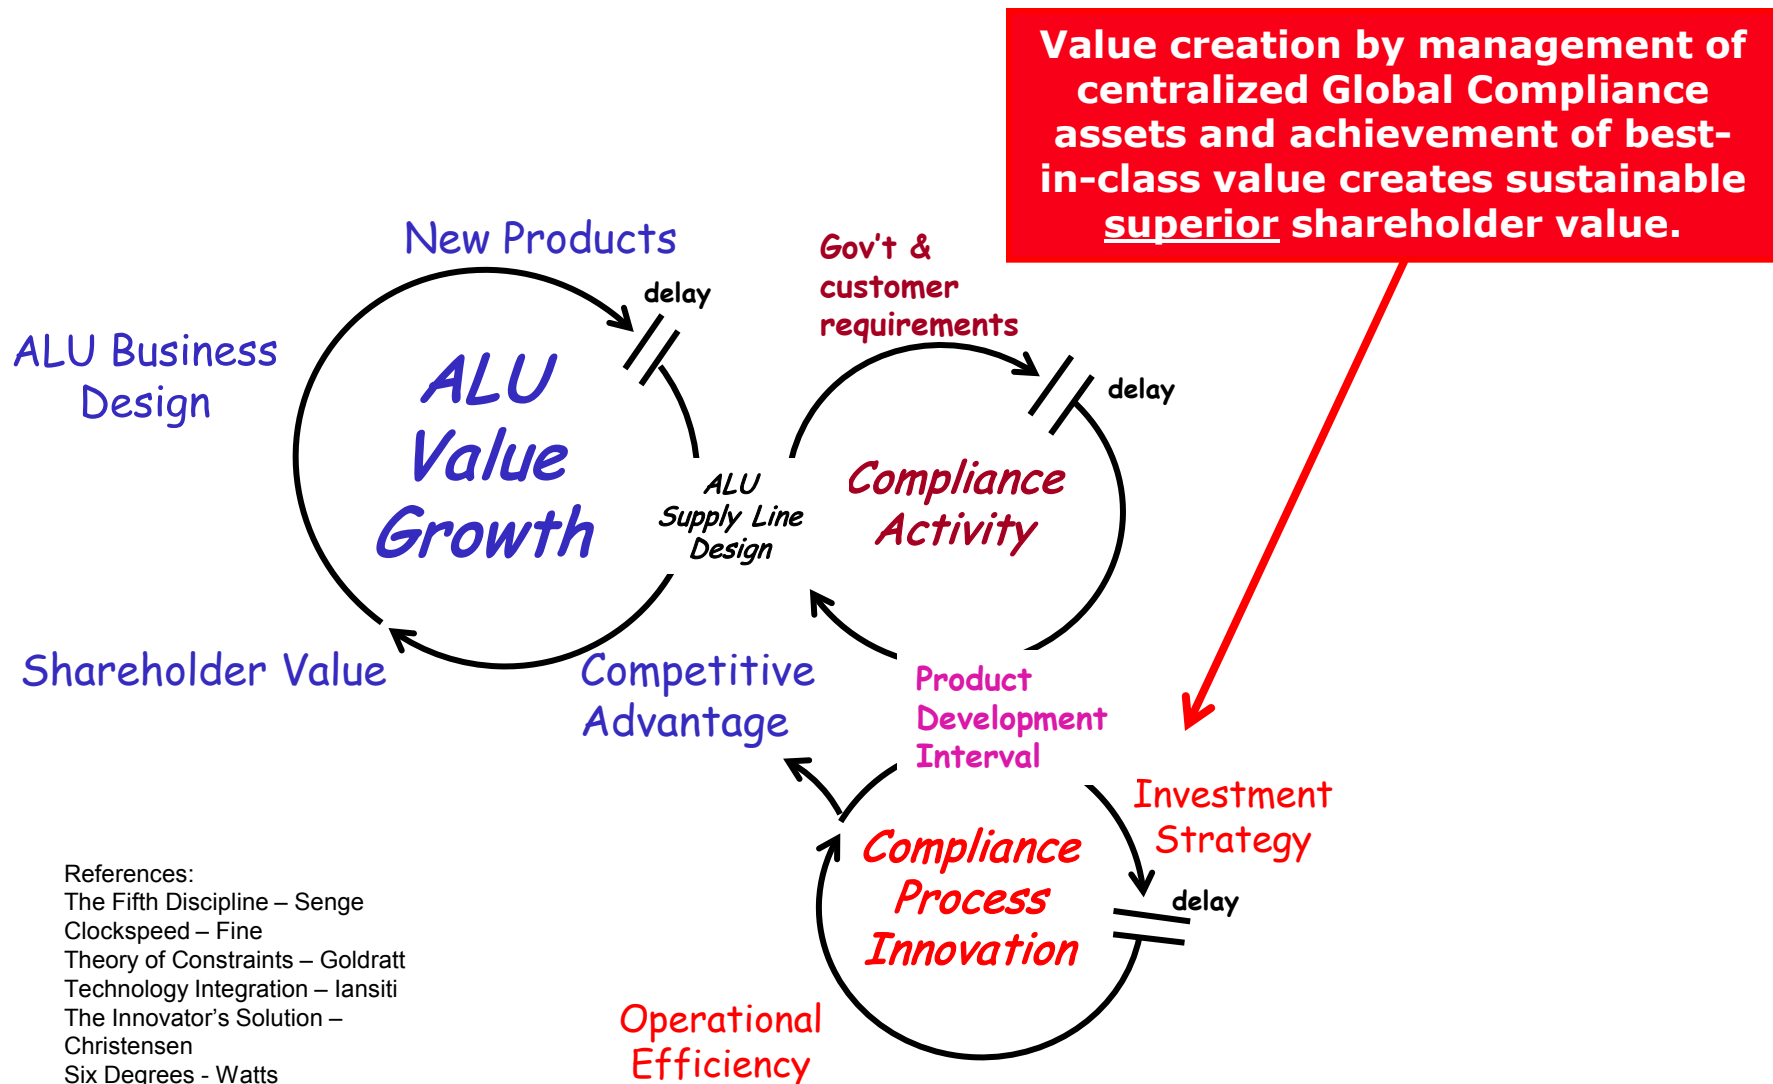 Value creation by management of
centralized Global Compliance
assets and achievement of best-
in-class value creates sustainable
superior shareholder value.
New Products
delay
Gov't &
customer
requirements
delay
ALU Business
Design
ALU
Value
Growth
ALU
Supply Line
Design
Compliance
Activity
Shareholder Value
Competitive
Advantage
Product
Development
Interval
Investment
Strategy
delay
Compliance
Process
Innovation
Operational
Efficiency
References:
The Fifth Discipline – Senge
Clockspeed – Fine
Theory of Constraints – Goldratt
Technology Integration – Iansiti
The Innovator's Solution –
Christensen
Six Degrees - Watts